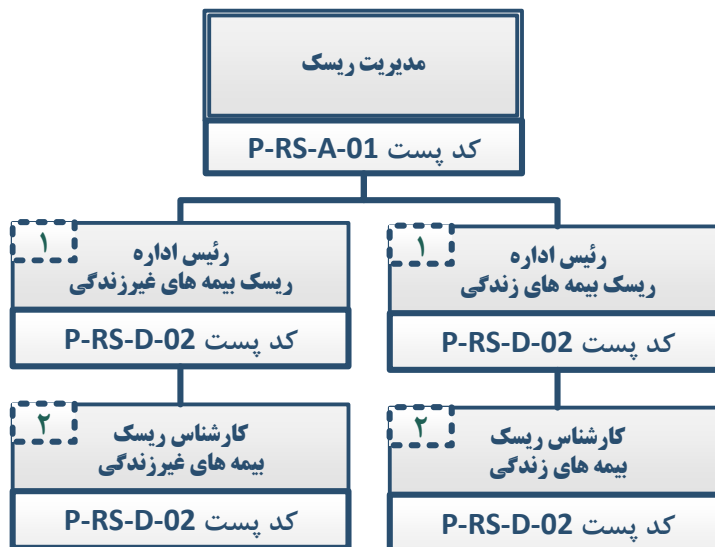 مدیریت ریسک
کد پست P-RS-A-01
۱
رئیس اداره
ریسک بیمه های زندگی
کد پست P-RS-D-02
۱
رئیس اداره
ریسک بیمه های غیرزندگی
کد پست P-RS-D-02
۲
کارشناس ریسک
بیمه های زندگی
کد پست P-RS-D-02
۲
کارشناس ریسک
بیمه های غیرزندگی
کد پست P-RS-D-02